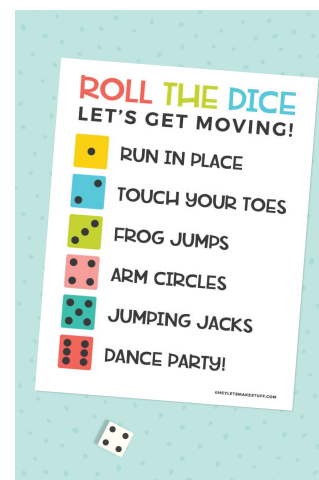 ROLL THE DICE
LET'S GET MOVING!
RUN IN PLACE
TOUCH YOUR TOES
FROG JUMPS
ARM CIRCLES
JUMPING JACKS
DANCE PARTY!
©HEYLETSMAKESTUFF.COM